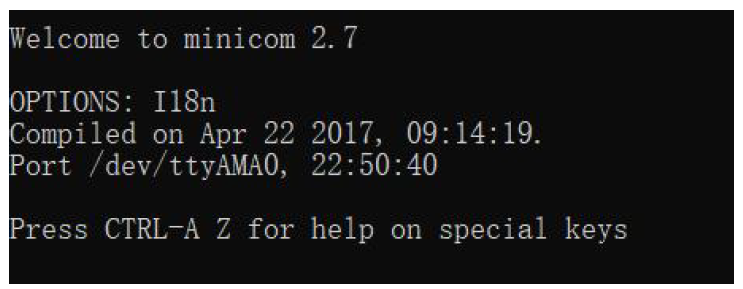 Welcome to minicom 2.7
OPTIONS: I18n
Compiled on Apr 22 2017, 09:14:19.
Port /dev/ttyAMA0, 22:50:40
Press CTRL-A Z for help on special keys